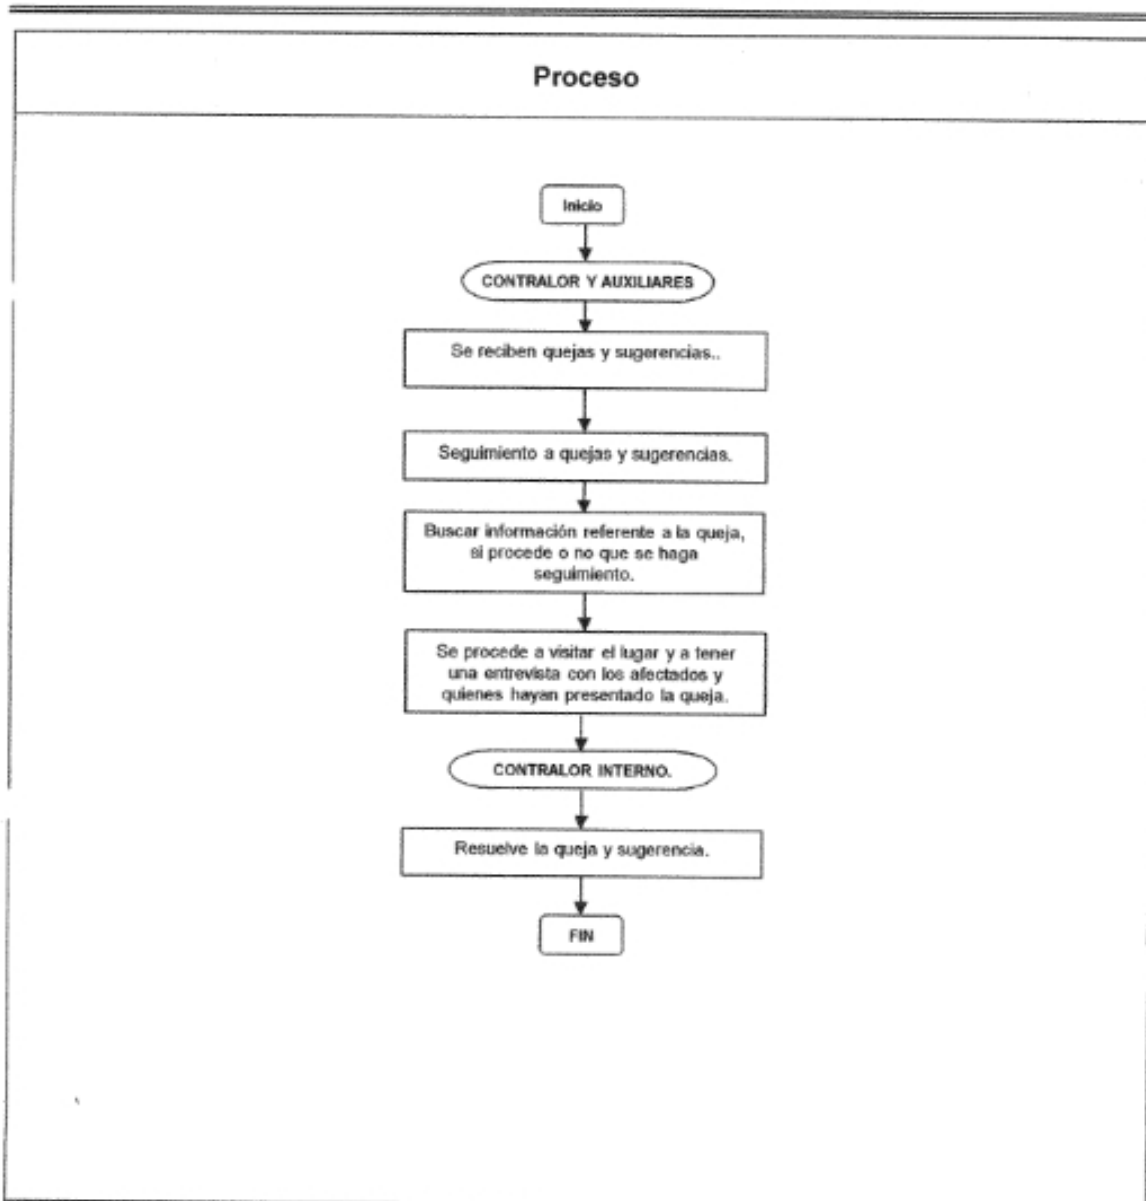 Proceso
Inicio
CONTRALOR Y AUXILIARES
Se reciben quejas y sugerencias..
Seguimiento a quejas y sugerencias.
Buscar información referente a la queja,
si procede o no que se haga
seguimiento.
Se procede a visitar el lugar y a tener
una entrevista con los afectados y
quienes hayan presentado la queja.
CONTRALOR INTERNO.
Resuelve la queja y sugerencia.
FIN